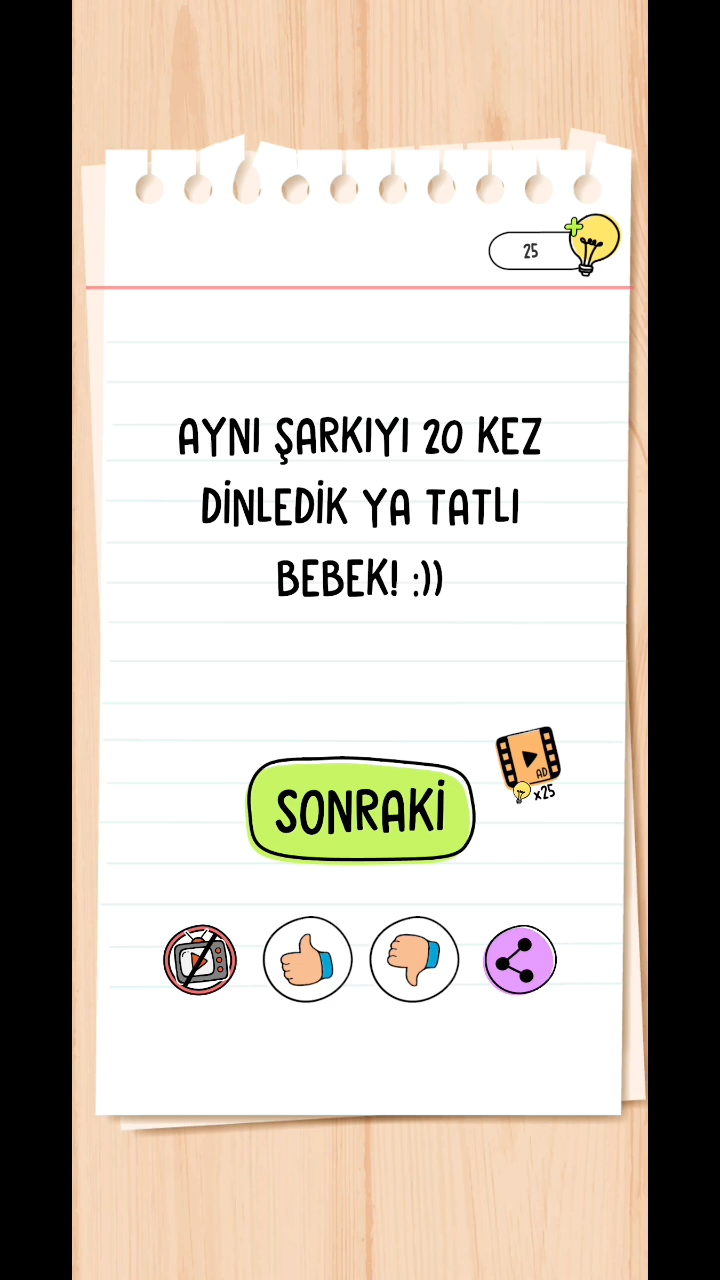 25
AYNI ŞARKIYI 20 KEZ
DİNLEDİK YA TATLI
BEBEK! :))
AD
x25
SONRAKİ